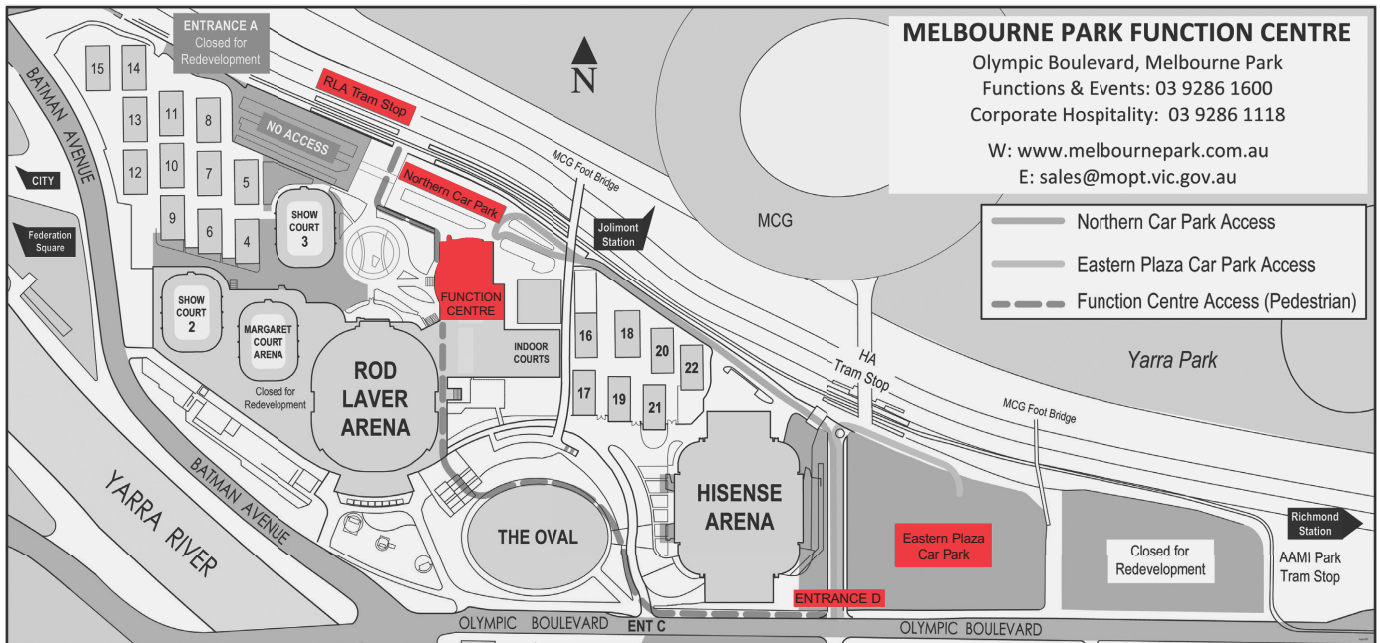 ENTRANCE A
Closed for
Redevelopment
MELBOURNE PARK FUNCTION CENTRE
Olympic Boulevard, Melbourne Park
Functions & Events: 03 9286 1600
Corporate Hospitality: 03 9286 1118
W: www.melbournepark.com.au
E: sales@mopt.vic.gov.au
Northern Car Park Access
Eastern Plaza Car Park Access
Function Centre Access (Pedestrian)
N
BATMAN AVENUE
15
14
13
11
8
12
10
7
5
9
6
4
RLA Tram Stop
NO ACCESS
Northern Car Park
MCG Foot Bridge
MCG
CITY
Federation
Square
Jolimont
Station
SHOW
COURT
3
SHOW
COURT
2
MARGARET
COURT
ARENA
Closed for
Redevelopment
FUNCTION
CENTRE
INDOOR
COURTS
ROD
LAVER
ARENA
16
18
20
22
17
19
21
HA
Tram Stop
Yarra Park
MCG Foot Bridge
YARRA RIVER
BATMAN AVENUE
THE OVAL
HISENSE
ARENA
Eastern Plaza
Car Park
Closed for
Redevelopment
Richmond
Station
AAMI Park
Tram Stop
ENTRANCE D
OLYMPIC BOULEVARD
ENT C
OLYMPIC BOULEVARD